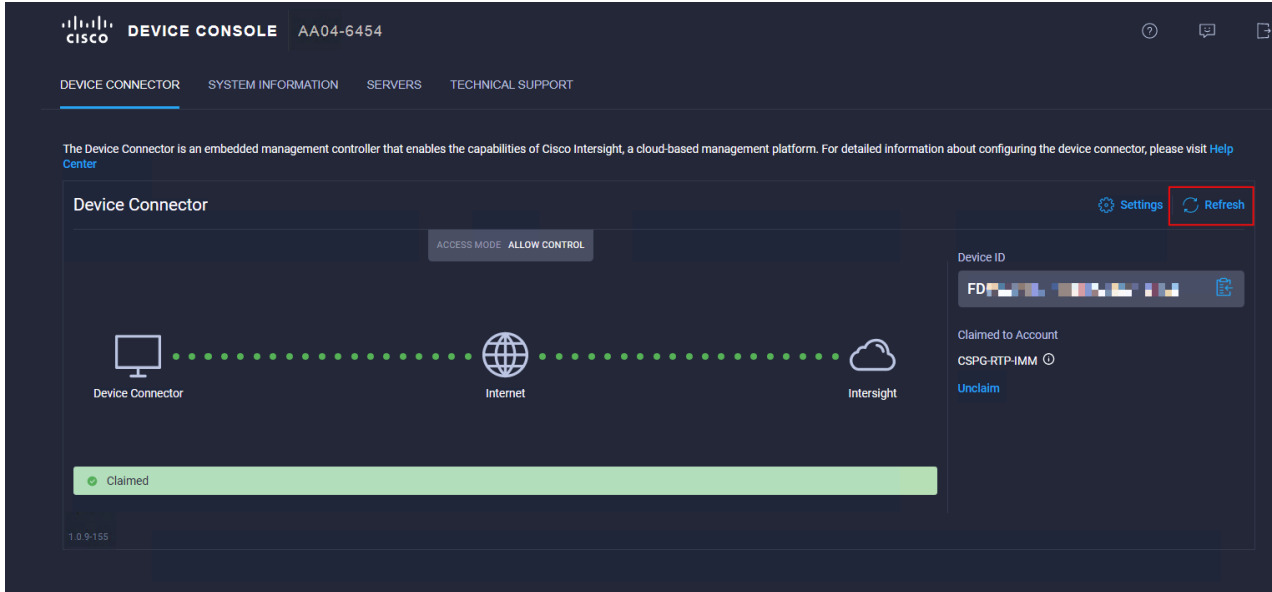 CISCO DEVICE CONSOLE AA04-6454
DEVICE CONNECTOR SYSTEM INFORMATION SERVERS TECHNICAL SUPPORT
The Device Connector is an embedded management controller that enables the capabilities of Cisco Intersight, a cloud-based management platform. For detailed information about configuring the device connector, please visit Help
Center
Device Connector
Settings Refresh
ACCESS MODE ALLOW CONTROL
Device Connector
Internet
Intersight
Claimed
1.0.9-155
Device ID
FD
Claimed to Account
CSPG-RTP-IMM
Unclaim